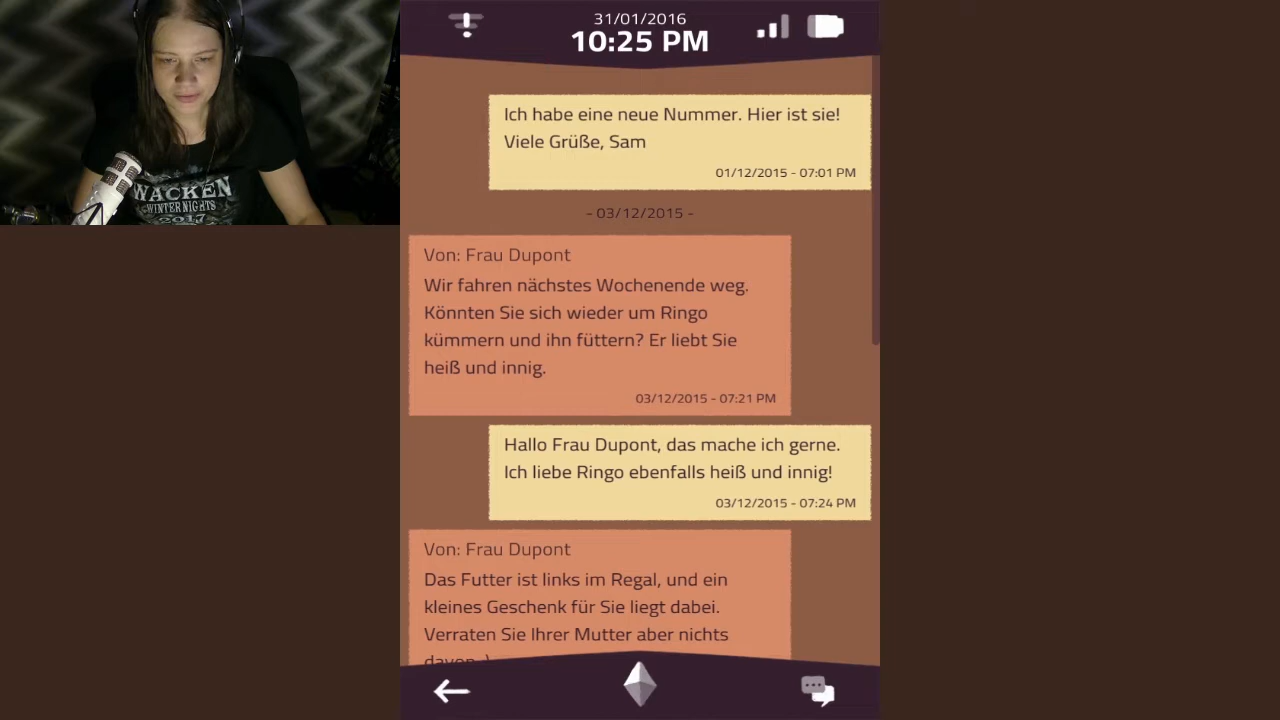 WACKEN
WINTER NIGHTS
2017
31/01/2016
10:25 PM
Ich habe eine neue Nummer. Hier ist sie!
Viele Grüße, Sam
01/12/2015 - 07:01 PM
- 03/12/2015 -
Von: Frau Dupont
Wir fahren nächstes Wochenende weg.
Könnten Sie sich wieder um Ringo
kümmern und ihn füttern? Er liebt Sie
heiß und innig.
03/12/2015 - 07:21 PM
Hallo Frau Dupont, das mache ich gerne.
Ich liebe Ringo ebenfalls heiß und innig!
03/12/2015 - 07:24 PM
Von: Frau Dupont
Das Futter ist links im Regal, und ein
kleines Geschenk für Sie liegt dabei.
Verraten Sie Ihrer Mutter aber nichts
davon ;)